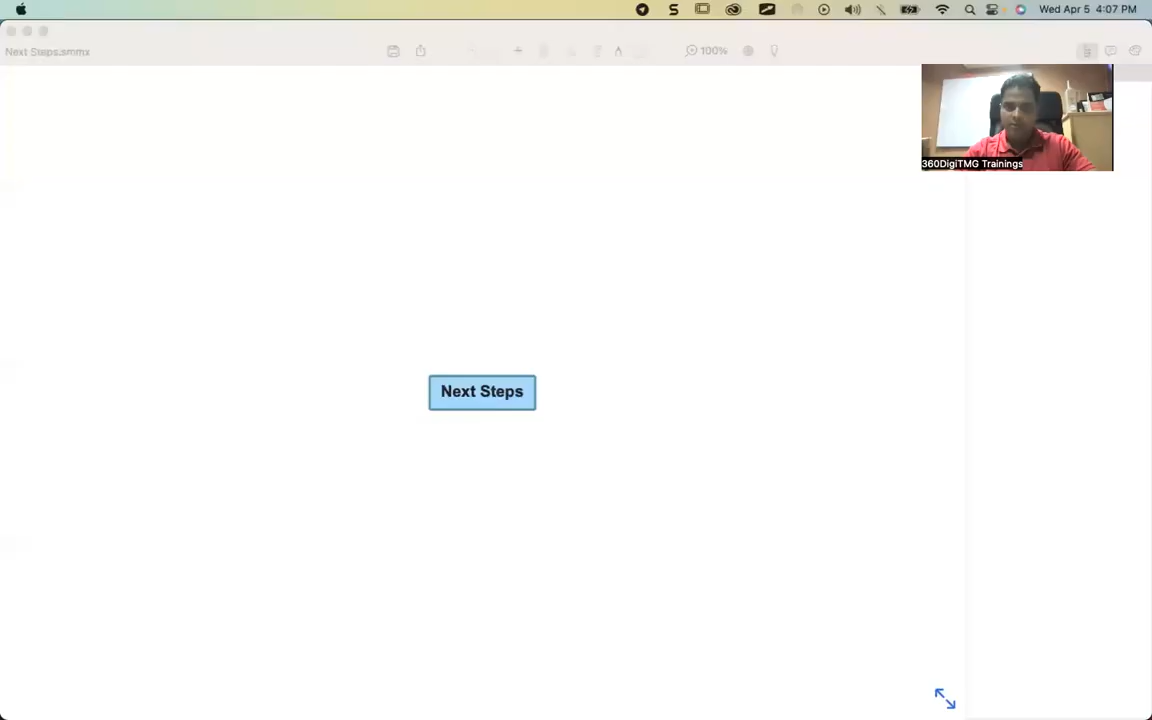 Wed Apr 5 4:07 PM
Next Steps.smmx
100%
360DigiTMG Trainings
Next Steps